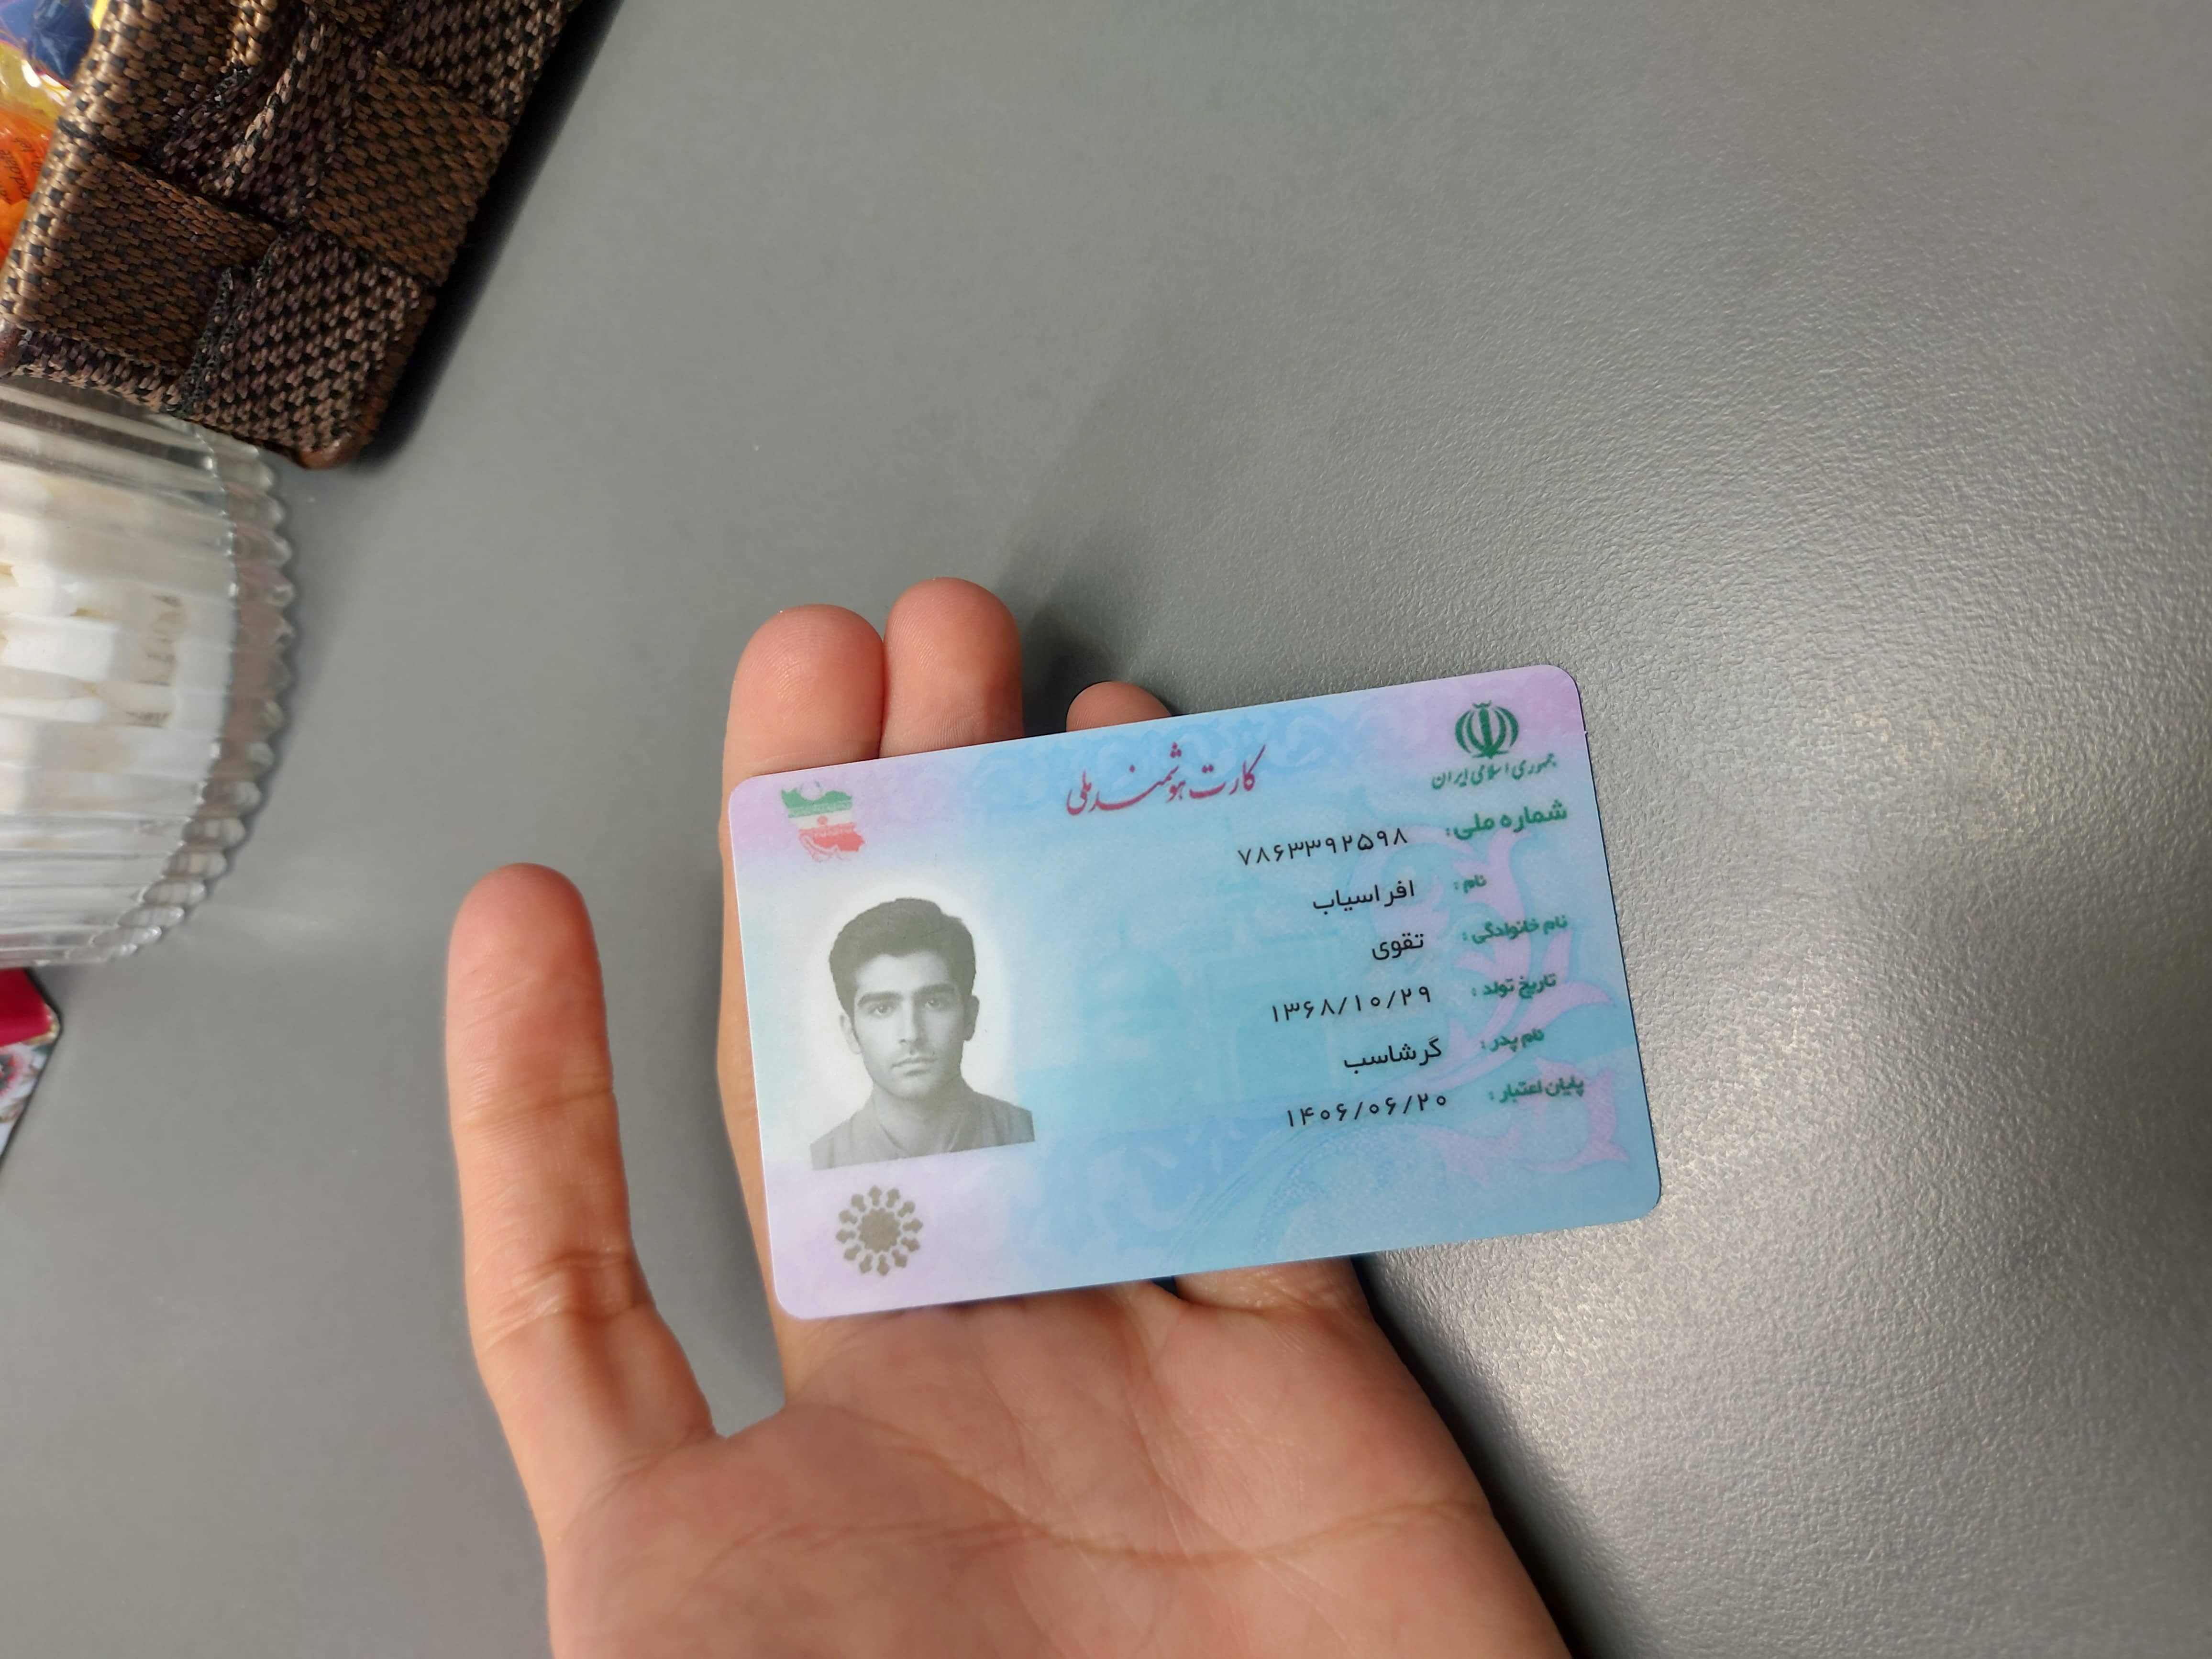 جمهوری اسلامی ایران
کارت هوشمند ملی
شماره ملی: ۷۸۶۳۳۹۲۵۹۸
نام: افراسیاب
نام خانوادگی: تقوی
تاریخ تولد: ۱۳۶۸/۱۰/۲۹
نام پدر: گرشاسب
پایان اعتبار: ۱۴۰۶/۰۶/۲۰